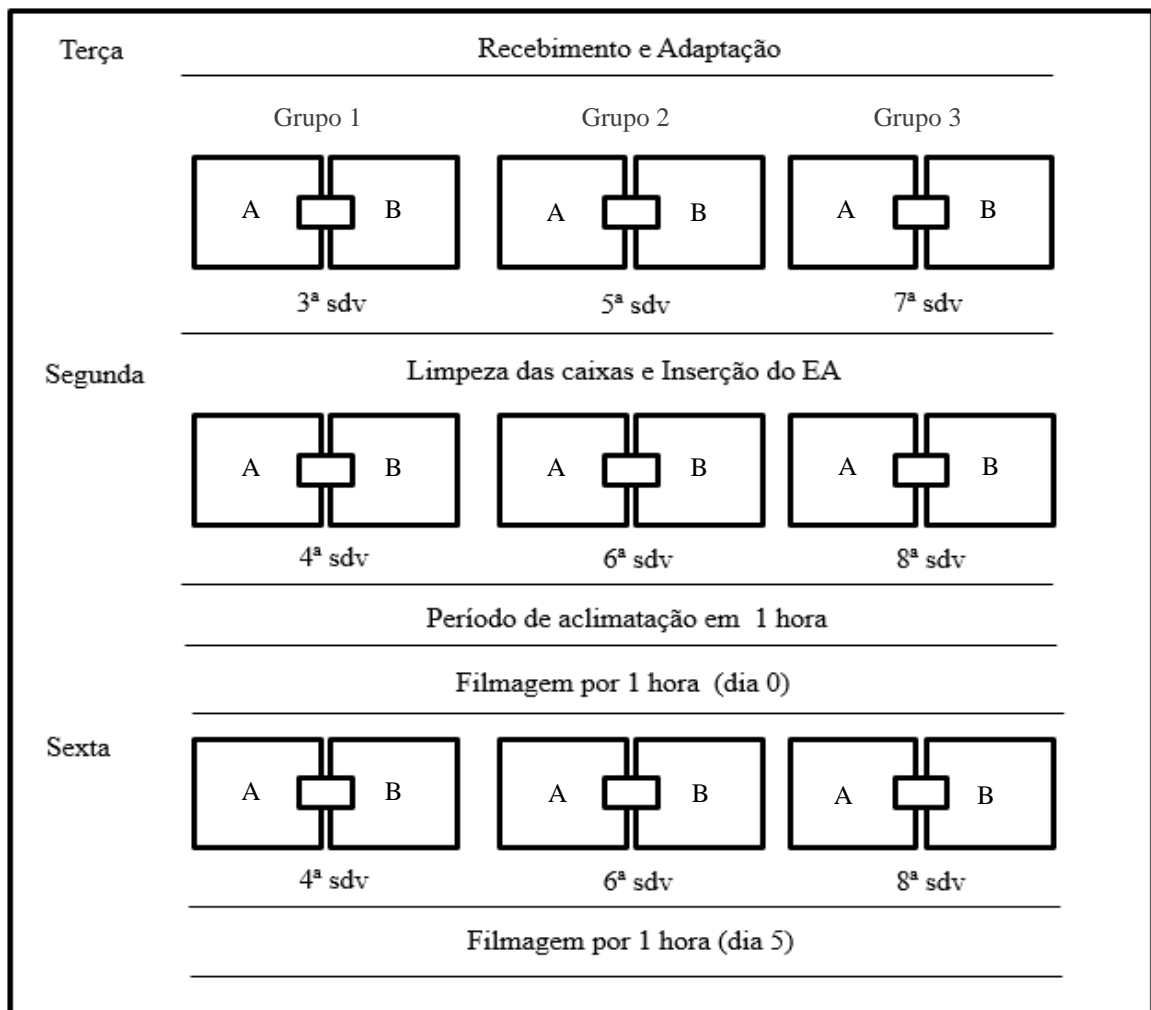 Terça
Recebimento e Adaptação
Grupo 1 Grupo 2 Grupo 3
A B A B A B
3ª sdv 5ª sdv 7ª sdv
Segunda
Limpeza das caixas e Inserção do EA
A B A B A B
4ª sdv 6ª sdv 8ª sdv
Período de aclimatação em 1 hora
Filmagem por 1 hora (dia 0)
Sexta
A B A B A B
4ª sdv 6ª sdv 8ª sdv
Filmagem por 1 hora (dia 5)